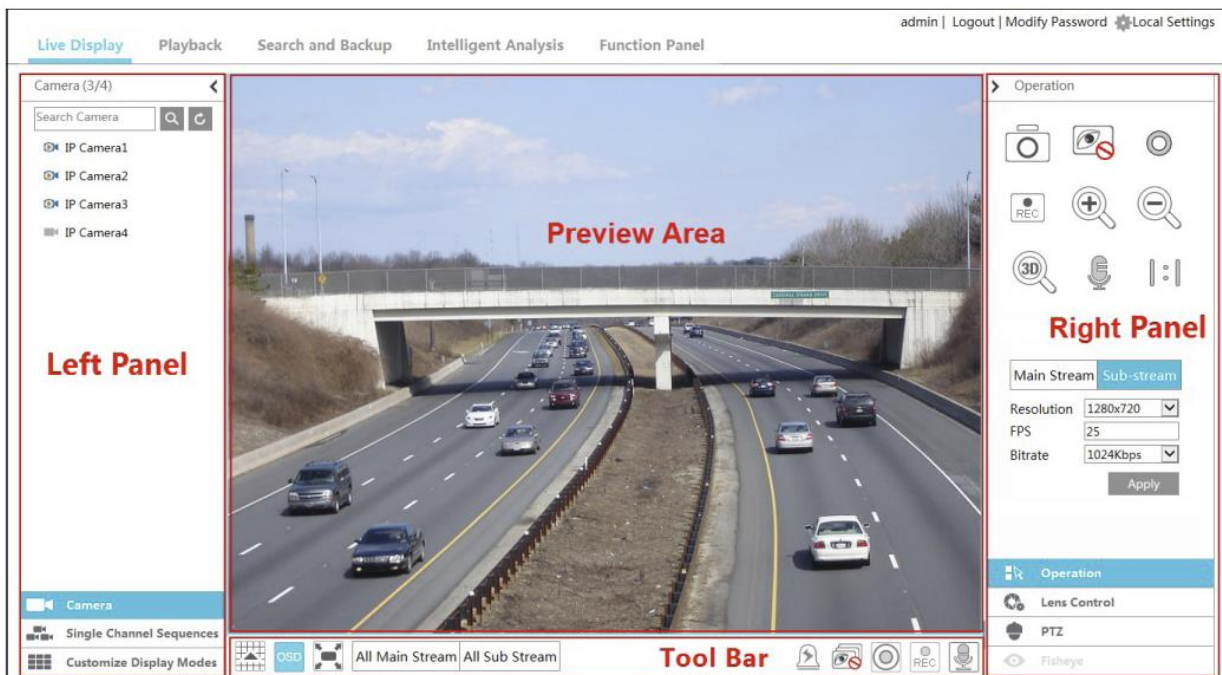 admin | Logout | Modify Password Local Settings
Live Display Playback Search and Backup Intelligent Analysis Function Panel
Camera (3/4)
Search Camera
IP Camera1
IP Camera2
IP Camera3
IP Camera4
Left Panel
Camera
Single Channel Sequences
Customize Display Modes
Preview Area
OSD
All Main Stream All Sub Stream
Tool Bar
REC
Operation
REC
3D
Right Panel
Main Stream Sub-stream
Resolution 1280x720
FPS 25
Bitrate 1024Kbps
Apply
Operation
Lens Control
PTZ
Fisheye